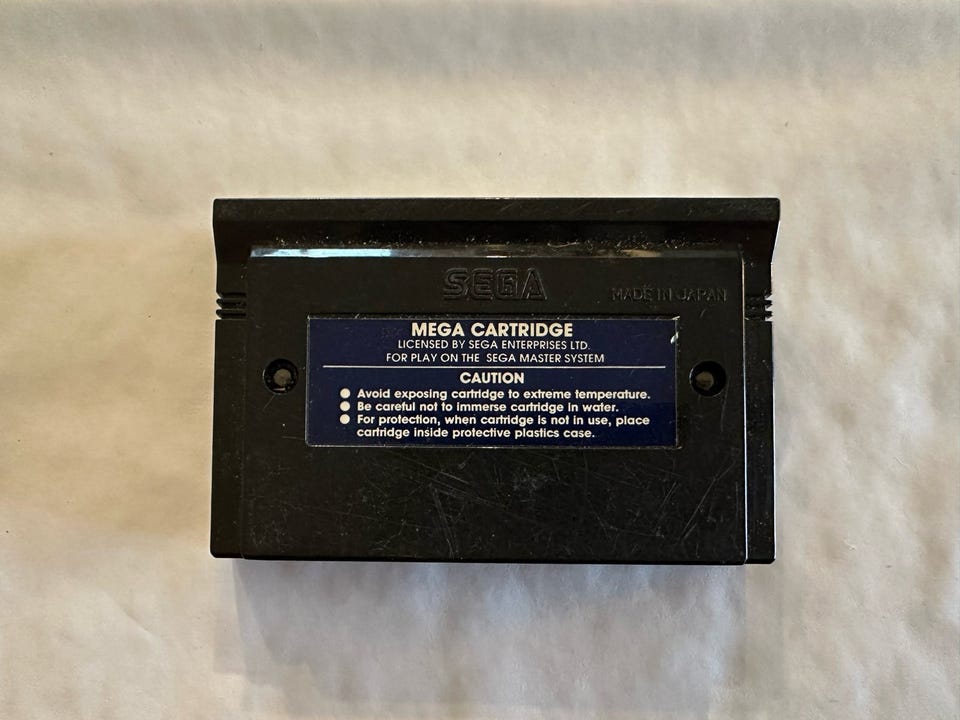 SEGA
MADE IN JAPAN
MEGA CARTRIDGE
LICENSED BY SEGA ENTERPRISES LTD.
FOR PLAY ON THE SEGA MASTER SYSTEM
CAUTION
● Avoid exposing cartridge to extreme temperature.
● Be careful not to immerse cartridge in water.
● For protection, when cartridge is not in use, place
cartridge inside protective plastics case.